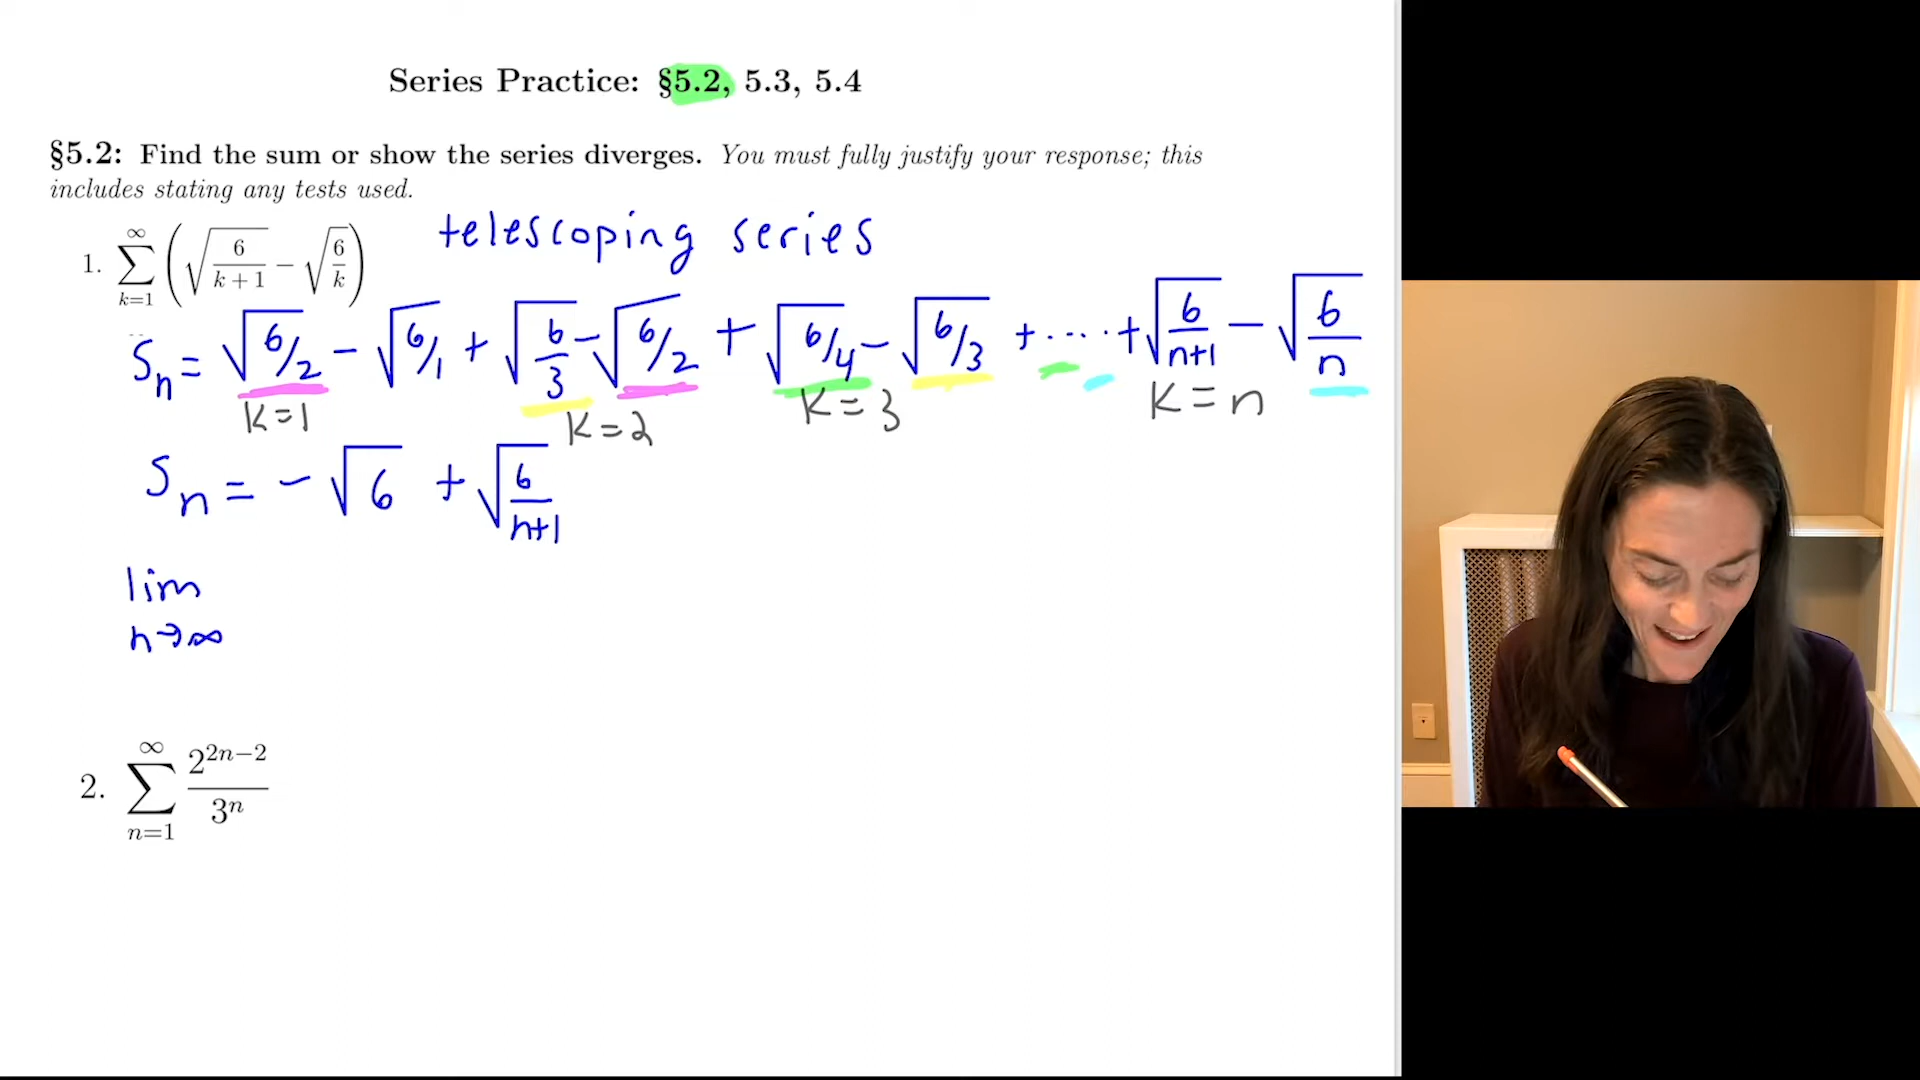 Series Practice: §5.2, 5.3, 5.4
§5.2: Find the sum or show the series diverges. You must fully justify your response; this
includes stating any tests used.
1. ∑_{k=1}^{∞} (√(6/(k+1)) − √(6/k))
telescoping series
S_n = √(6/2) − √(6/1) + √(6/3) − √(6/2) + √(6/4) − √(6/3) + ..... + √(6/(n+1)) − √(6/n)
K=1 K=2 K=3 K=n
S_n = −√6 + √(6/(n+1))
lim
n→∞
2. ∑_{n=1}^{∞} 2^{2n−2}/3^n